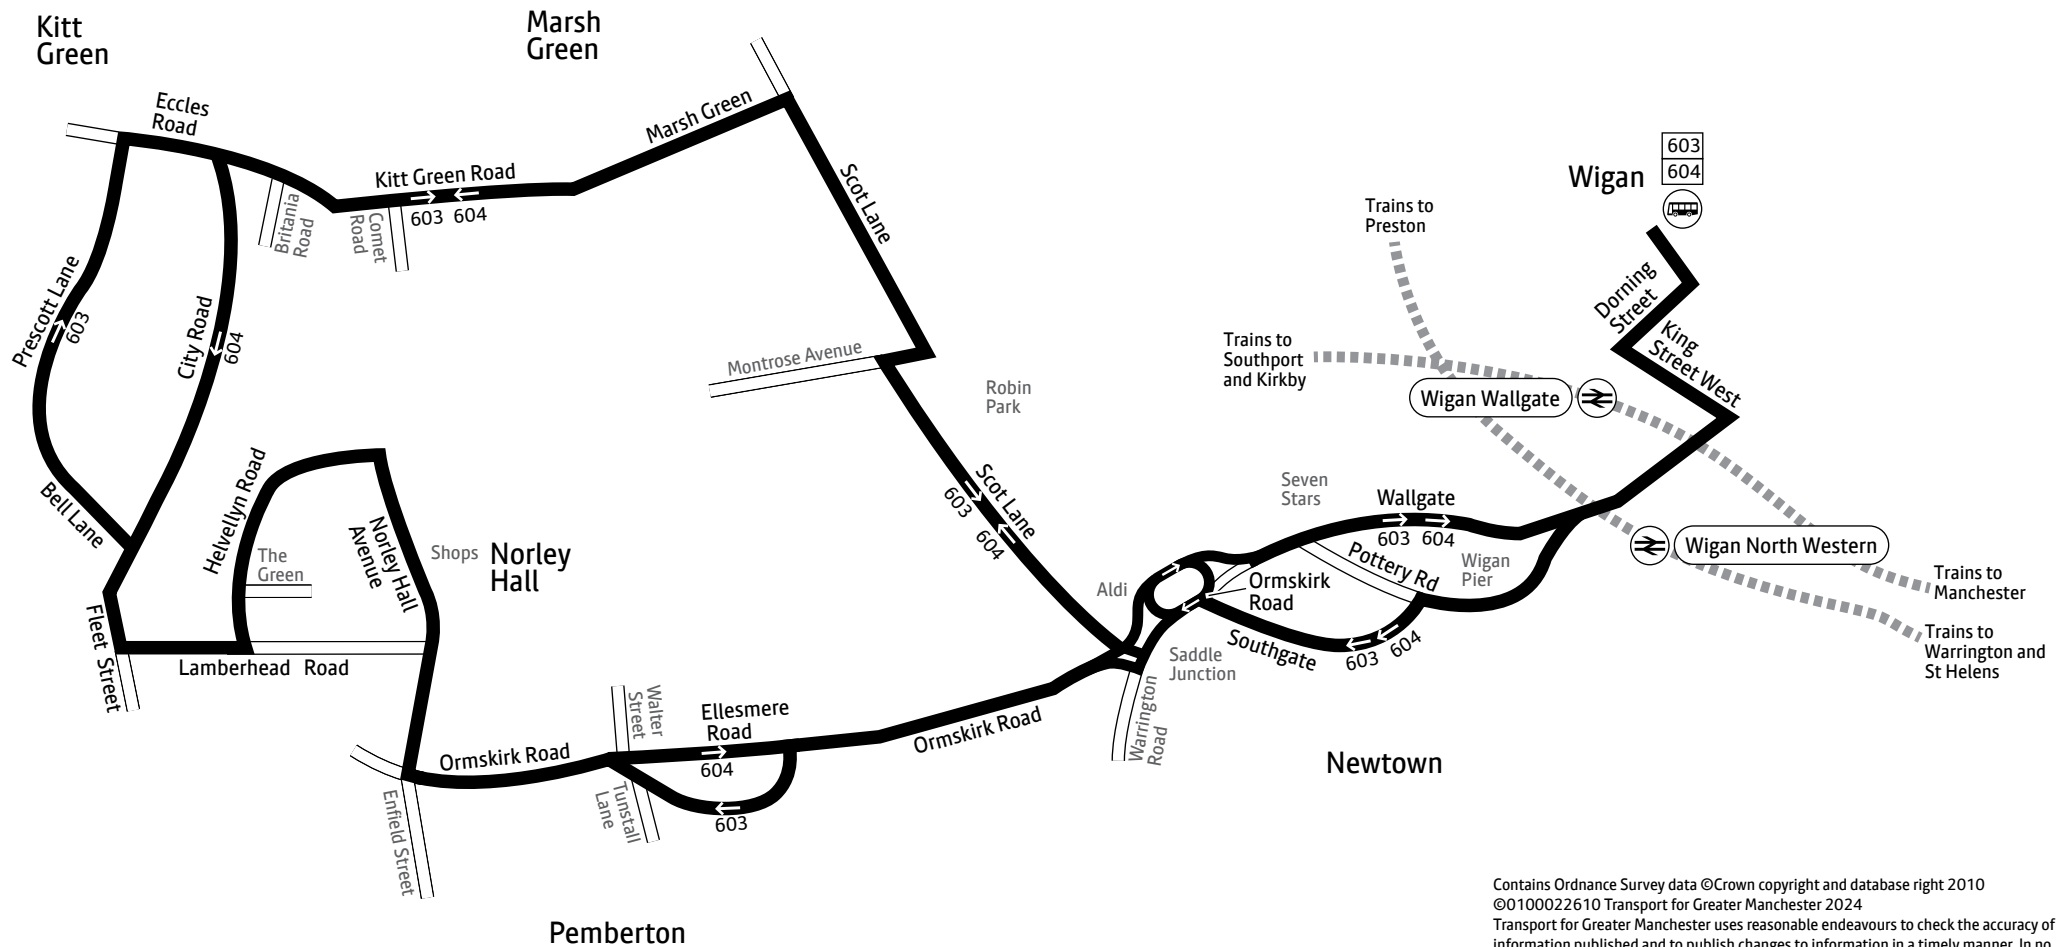 Kitt
Green
Marsh
Green
Eccles
Road
Marsh Green
Kitt Green Road
603 604
Britania
Road
Comet
Road
Scot Lane
603
604
Wigan
Trains to
Preston
Dorning
Street
King
Street West
Trains to
Southport
and Kirkby
Wigan Wallgate
Prescott Lane
603
City Road
604
Montrose Avenue
Robin
Park
Bell Lane
Helvellyn Road
The
Green
Norley Hall
Avenue
Shops
Norley
Hall
Scot Lane
603
604
Seven
Stars
Wallgate
603 604
Pottery Rd
Wigan
Pier
Wigan North Western
Aldi
Ormskirk
Road
Trains to
Manchester
Fleet Street
Lamberhead Road
Southgate
603
604
Saddle
Junction
Trains to
Warrington and
St Helens
Walter
Street
Ellesmere
Road
604
Ormskirk Road
Ormskirk Road
Warrington
Road
Newtown
Enfield Street
Tunstall
Lane
603
Pemberton
Contains Ordnance Survey data ©Crown copyright and database right 2010
©0100022610 Transport for Greater Manchester 2024
Transport for Greater Manchester uses reasonable endeavours to check the accuracy of
information published and to publish changes to information in a timely manner. In no